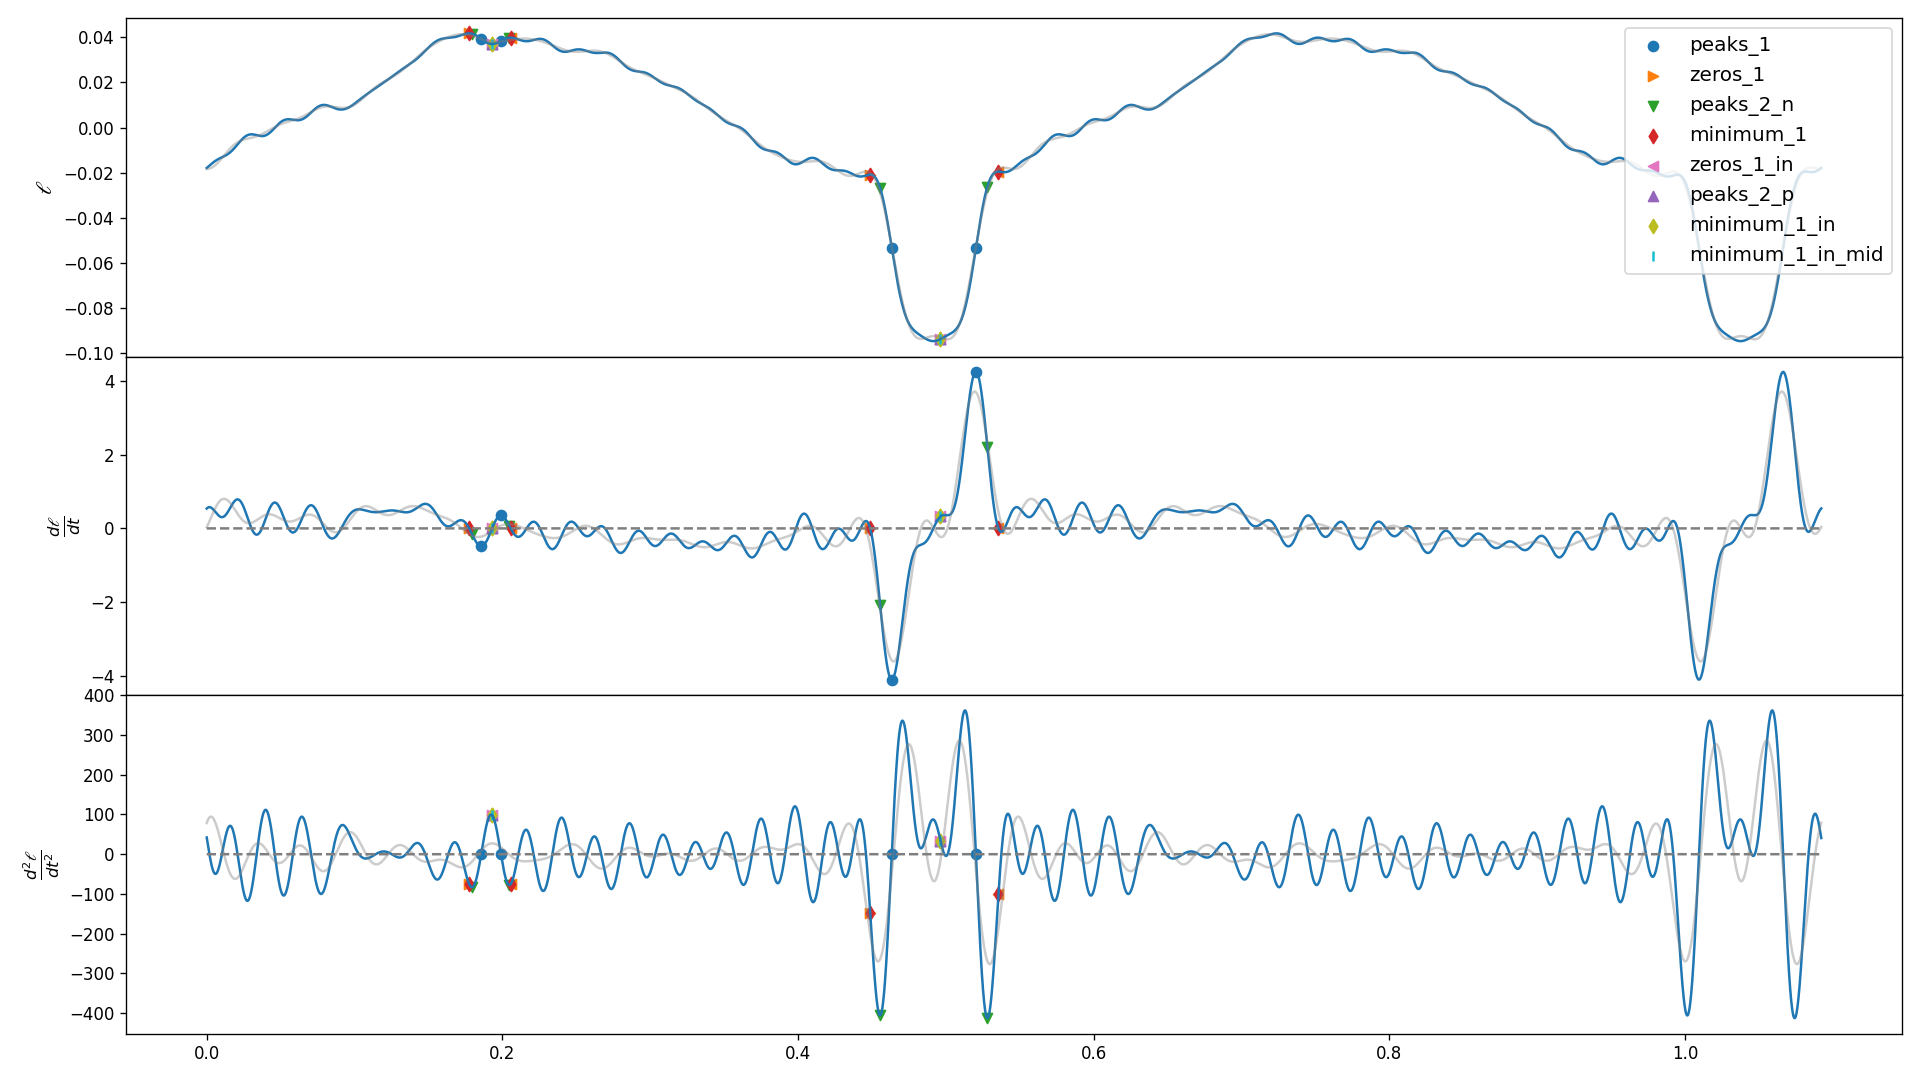 0.04
0.02
0.00
−0.02
−0.04
−0.06
−0.08
−0.10
ℓ
peaks_1
zeros_1
peaks_2_n
minimum_1
zeros_1_in
peaks_2_p
minimum_1_in
minimum_1_in_mid
4
2
0
−2
−4
dℓ
dt
400
300
200
100
0
−100
−200
−300
−400
d²ℓ
dt²
0.0 0.2 0.4 0.6 0.8 1.0